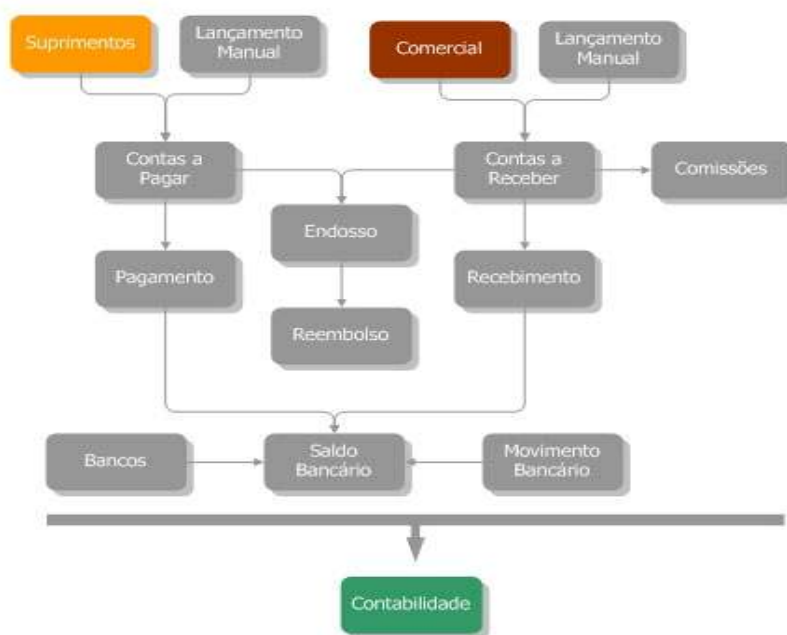 Suprimentos
Lançamento
Manual
Comercial
Lançamento
Manual
Contas a
Pagar
Contas a
Receber
Comissões
Endosso
Pagamento
Recebimento
Reembolso
Bancos
Saldo
Bancário
Movimento
Bancário
Contabilidade